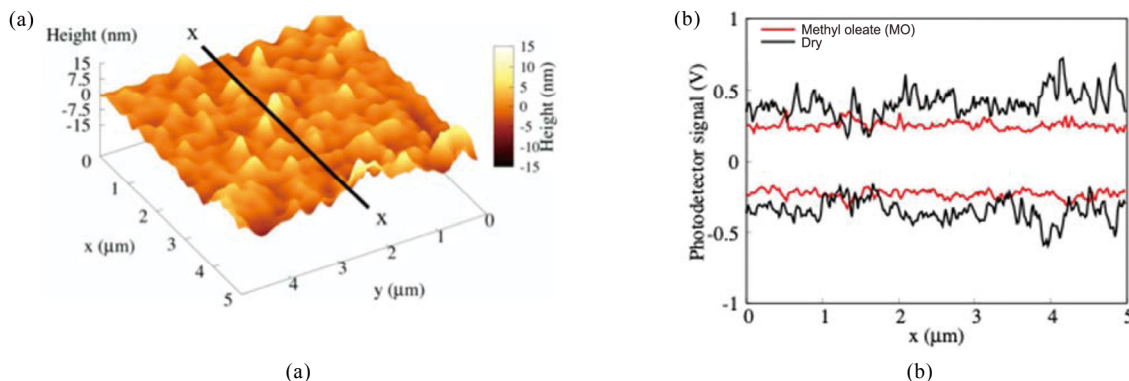 (a)
Height (nm)
15
7.5
0
-7.5
-15
x
x
15
10
5
0
-5
-10
-15
Height (nm)
0
1
2
3
4
5
x (μm)
4
3
2
1
0
y (μm)
(a)
(b)
1
0.5
0
-0.5
-1
Photodetector signal (V)
Methyl oleate (MO)
Dry
0
1
2
3
4
5
x (μm)
(b)